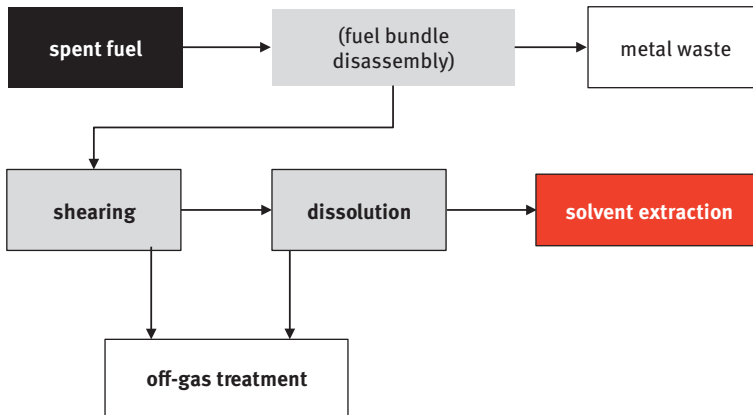 spent fuel
(fuel bundle
disassembly)
metal waste
shearing
dissolution
solvent extraction
off-gas treatment